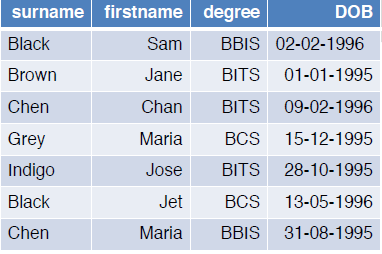 surname firstname degree DOB
Black Sam BBIS 02-02-1996
Brown Jane BITS 01-01-1995
Chen Chan BITS 09-02-1996
Grey Maria BCS 15-12-1995
Indigo Jose BITS 28-10-1995
Black Jet BCS 13-05-1996
Chen Maria BBIS 31-08-1995